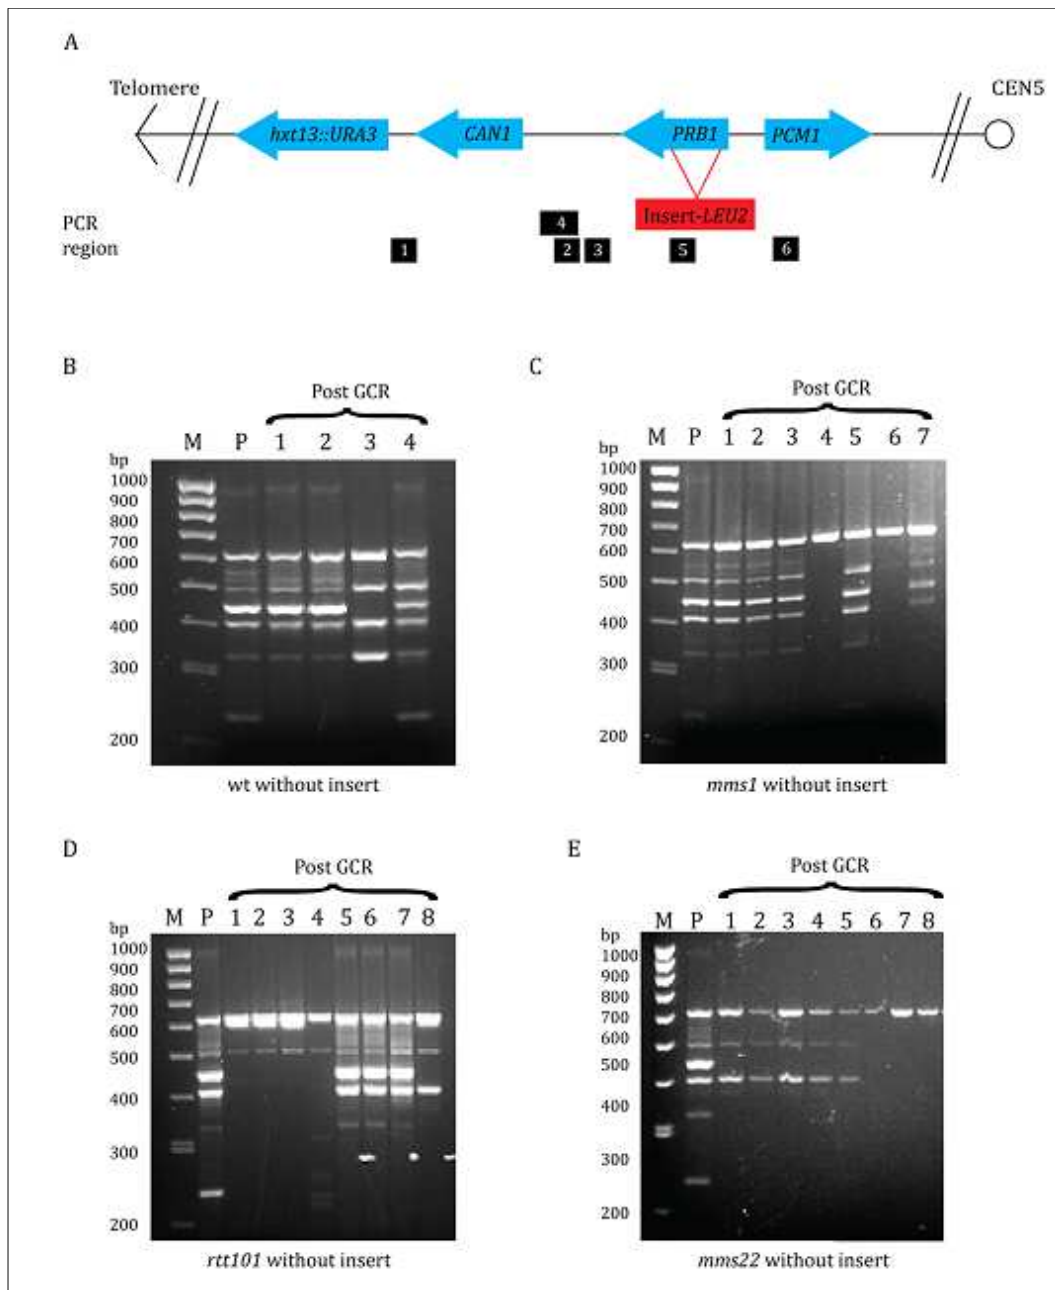 A
Telomere
CEN5
hxt13::URA3
CAN1
PRB1
PCM1
Insert-LEU2
PCR
region
4
1
2
3
5
6
B
Post GCR
M P 1 2 3 4
bp
1000
900
800
700
600
500
400
300
200
wt without insert
C
Post GCR
M P 1 2 3 4 5 6 7
bp
1000
900
800
700
600
500
400
300
200
mms1 without insert
D
Post GCR
M P 1 2 3 4 5 6 7 8
bp
1000
900
800
700
600
500
400
300
200
rtt101 without insert
E
Post GCR
M P 1 2 3 4 5 6 7 8
bp
1000
900
800
700
600
500
400
300
200
mms22 without insert